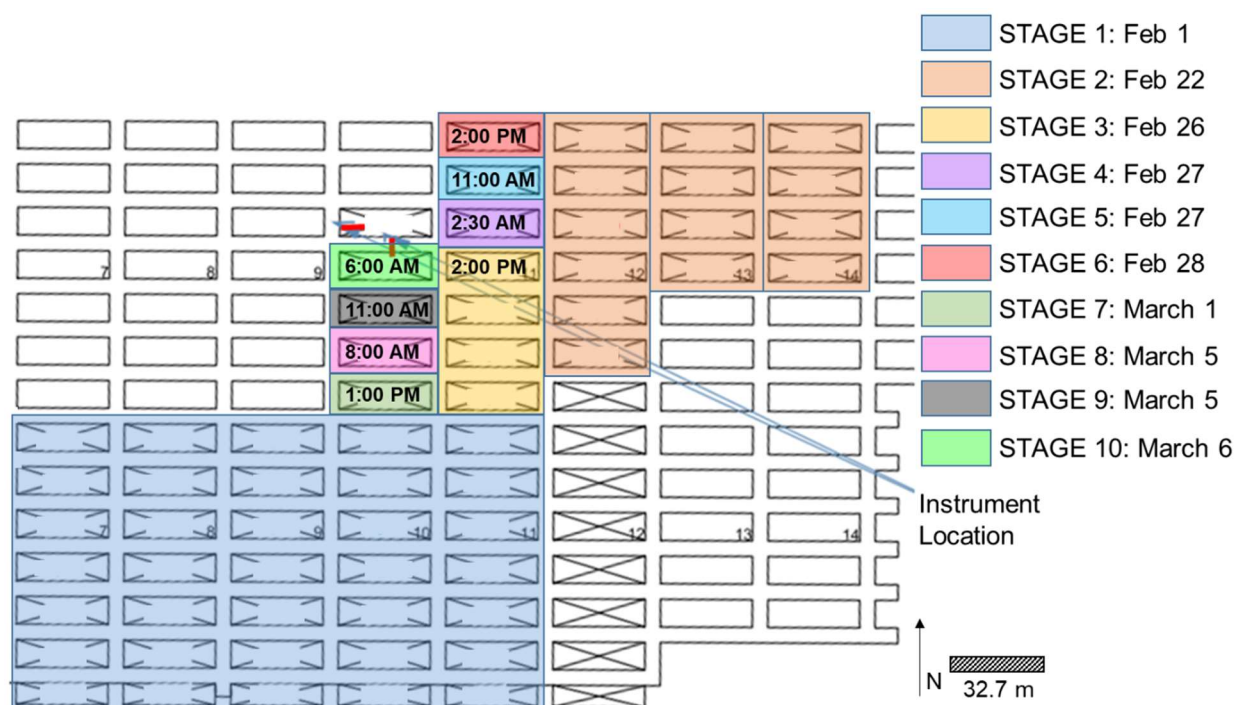 STAGE 1: Feb 1
STAGE 2: Feb 22
STAGE 3: Feb 26
STAGE 4: Feb 27
STAGE 5: Feb 27
STAGE 6: Feb 28
STAGE 7: March 1
STAGE 8: March 5
STAGE 9: March 5
STAGE 10: March 6
2:00 PM
11:00 AM
2:30 AM
7 8 9 6:00 AM 2:00 PM 11 12 13 14
11:00 AM
8:00 AM
1:00 PM
7 8 9 10 11 12 13 14
Instrument
Location
N
32.7 m